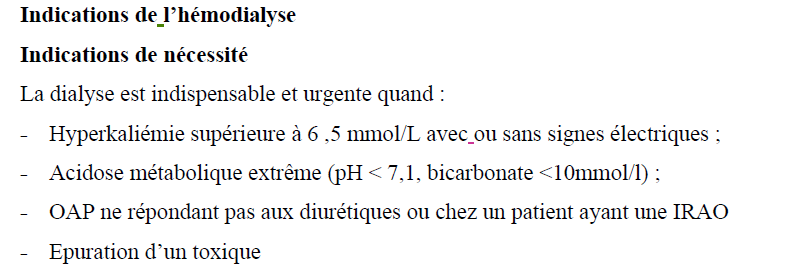 Indications de l’hémodialyse
Indications de nécessité
La dialyse est indispensable et urgente quand :
- Hyperkaliémie supérieure à 6 ,5 mmol/L avec ou sans signes électriques ;
- Acidose métabolique extrême (pH < 7,1, bicarbonate <10mmol/l) ;
- OAP ne répondant pas aux diurétiques ou chez un patient ayant une IRAO
- Epuration d’un toxique